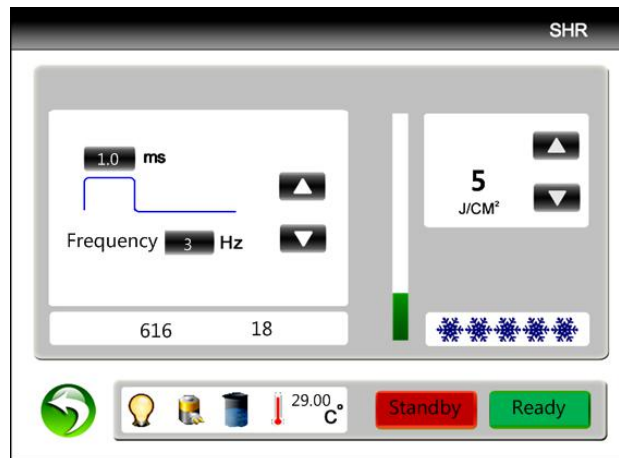 SHR
1.0 ms
Frequency 3 Hz
5
J/CM²
616 18
29.00
C°
Standby
Ready